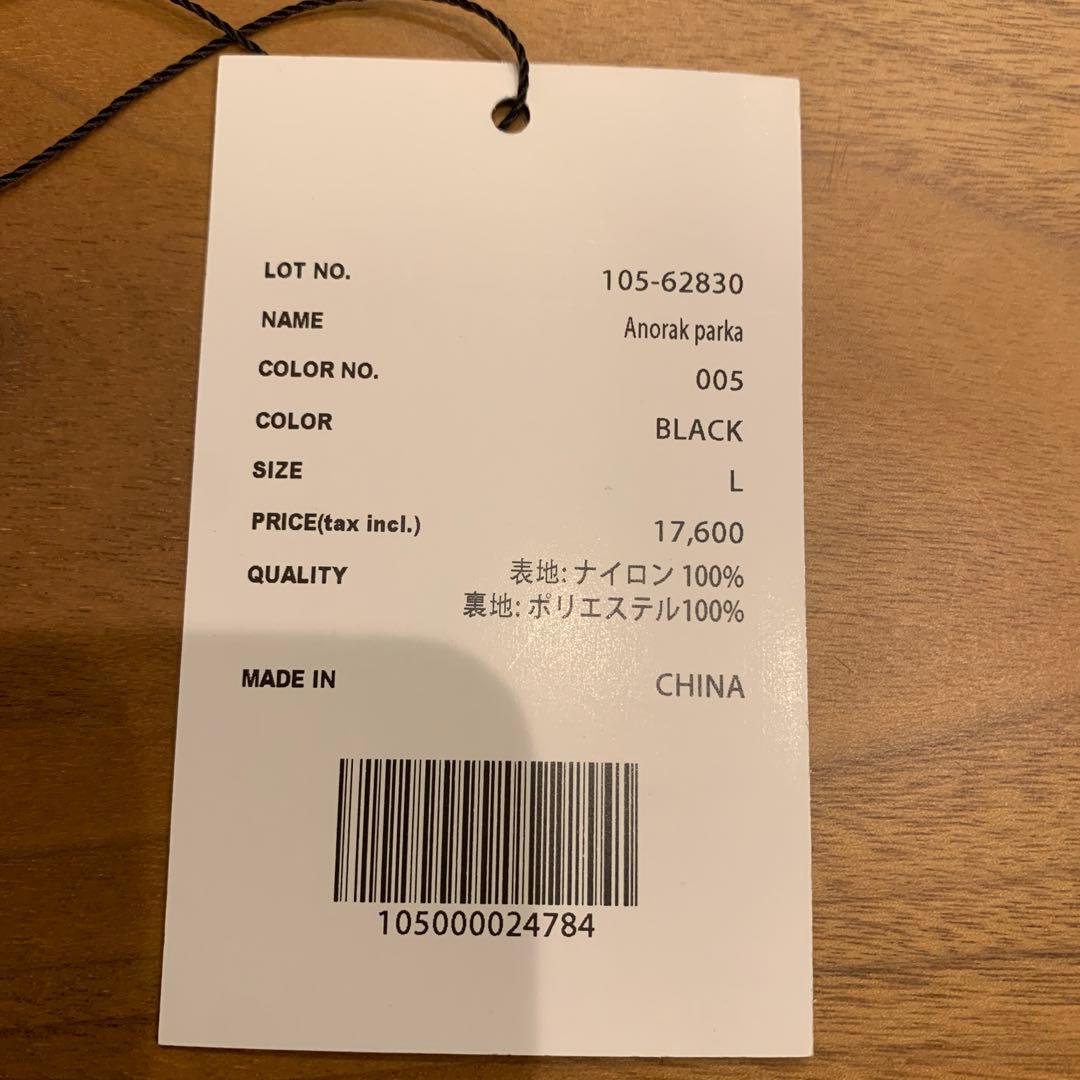 LOT NO. 105-62830
NAME Anorak parka
COLOR NO. 005
COLOR BLACK
SIZE L
PRICE(tax incl.) 17,600
QUALITY 表地: ナイロン 100%
裏地: ポリエステル100%
MADE IN CHINA
105000024784